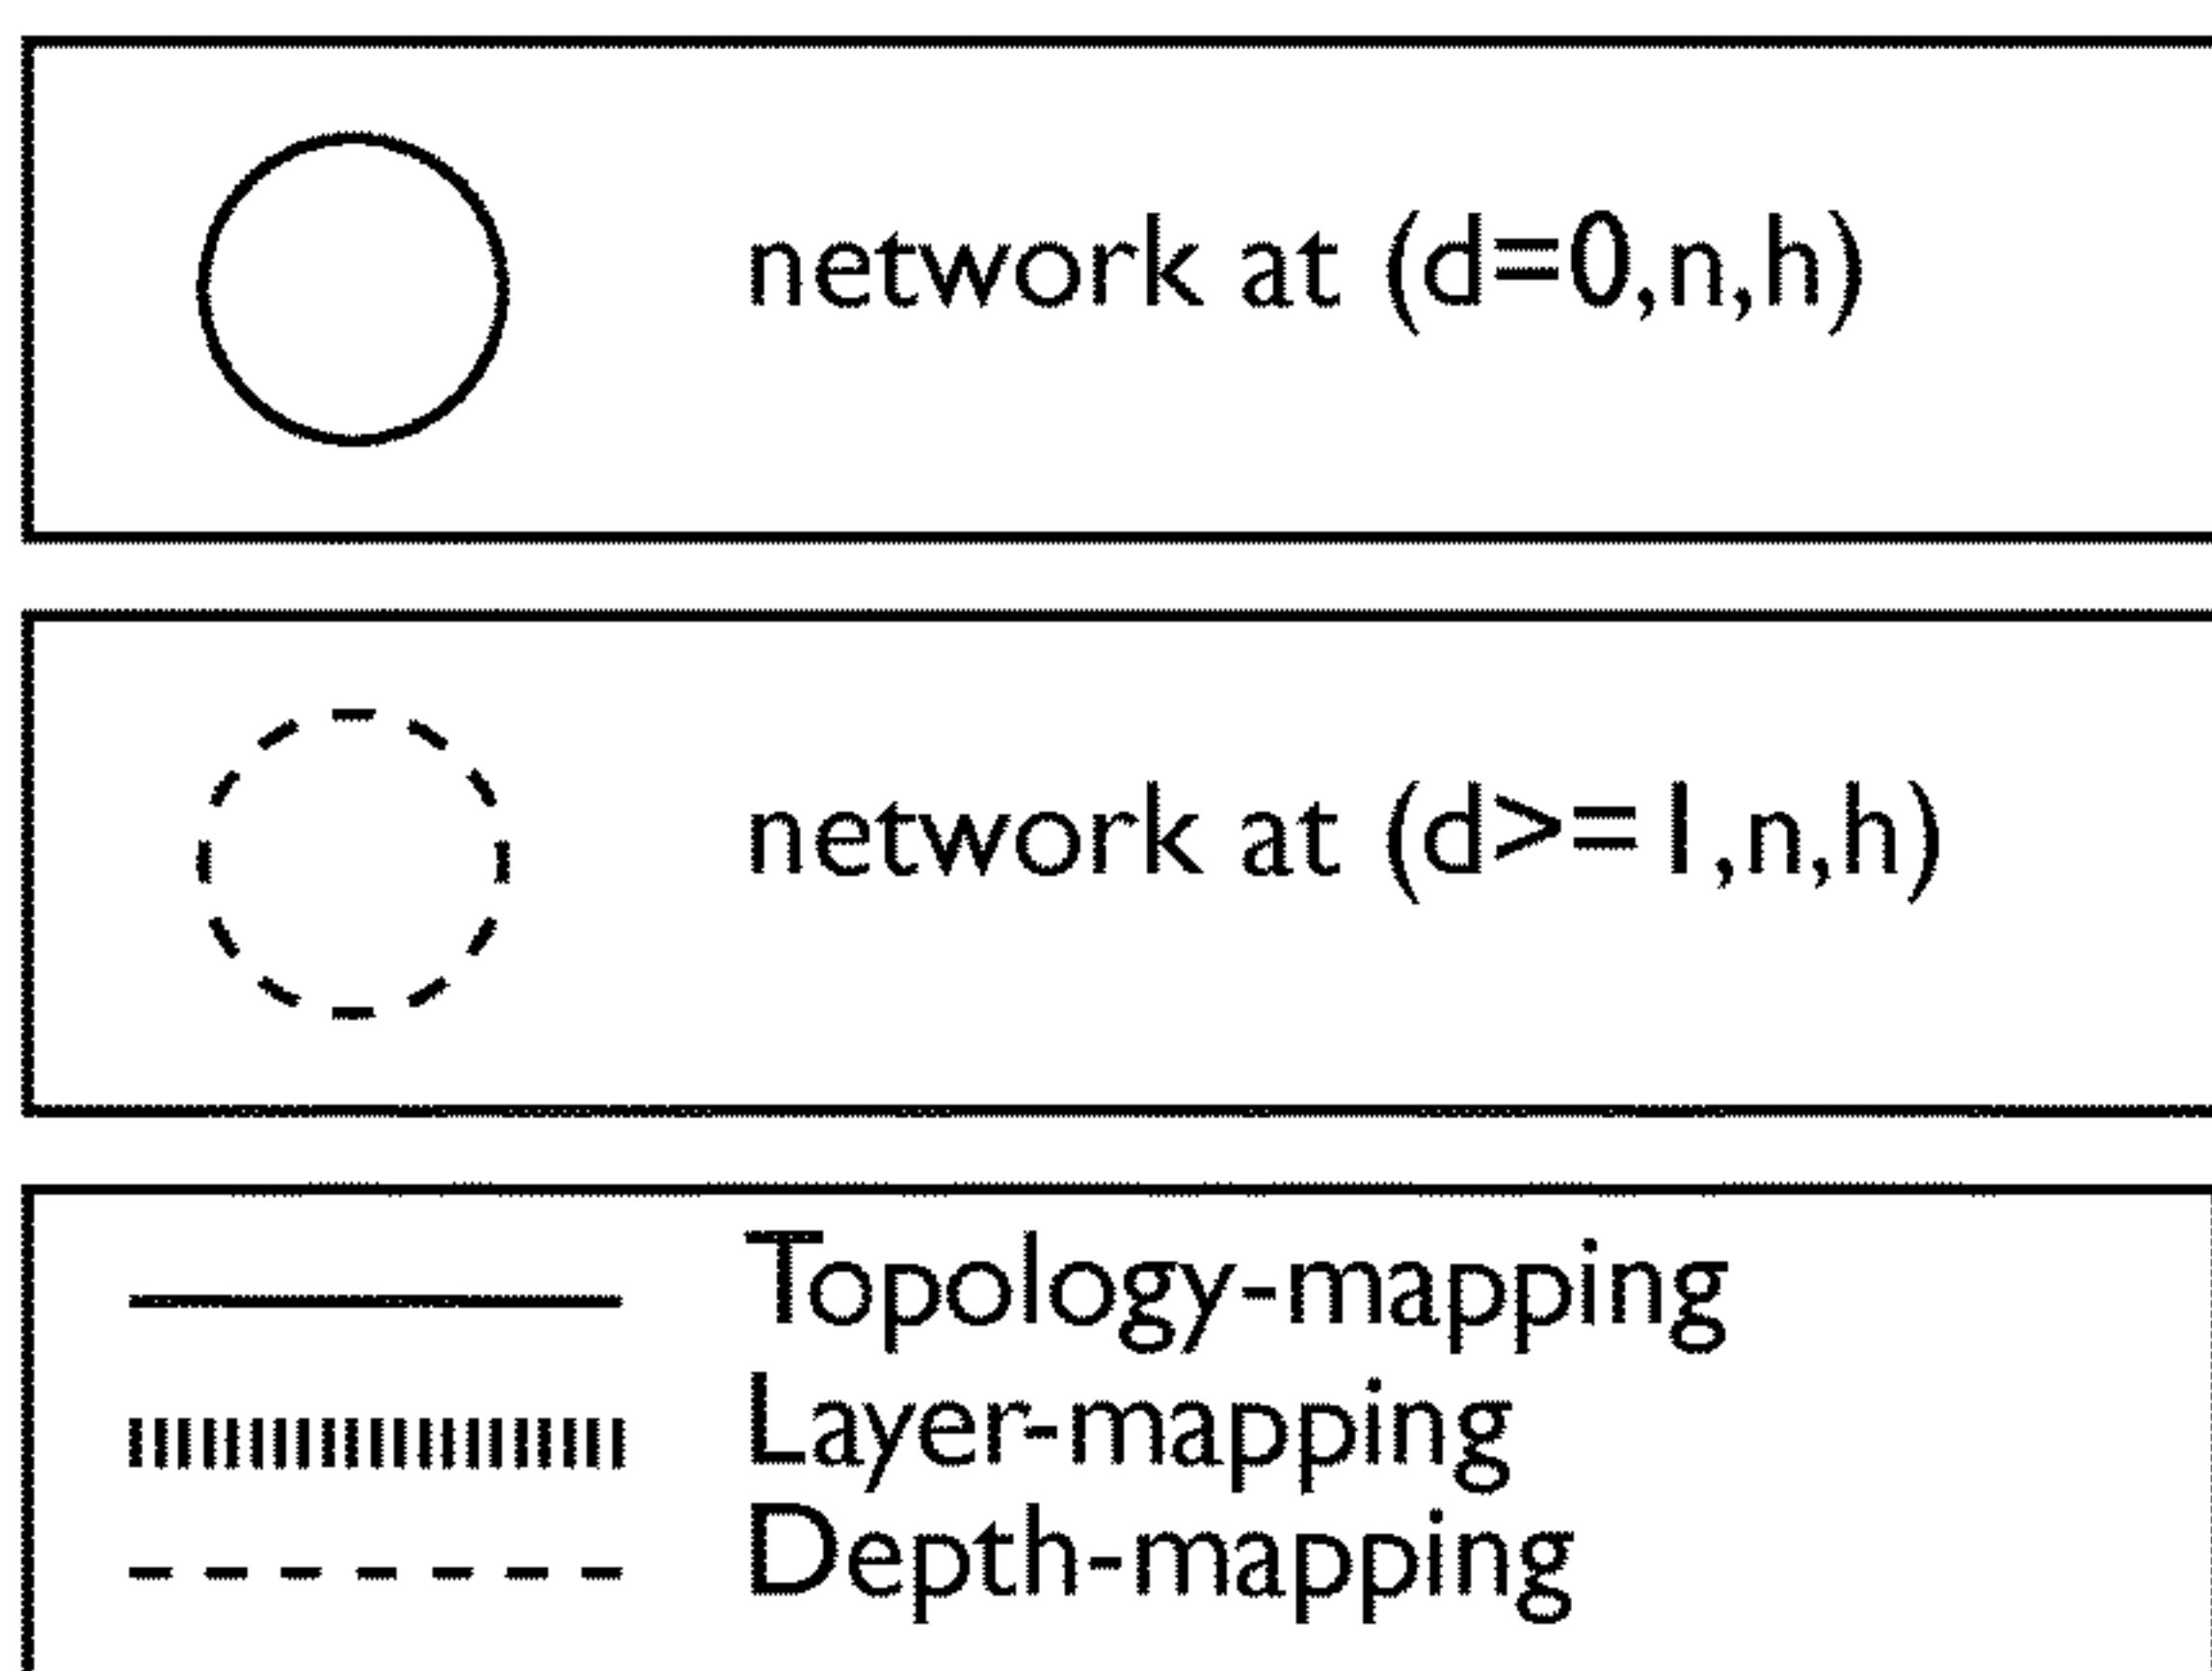 network at (d=0,n,h)
network at (d>=1,n,h)
Topology-mapping
Layer-mapping
Depth-mapping